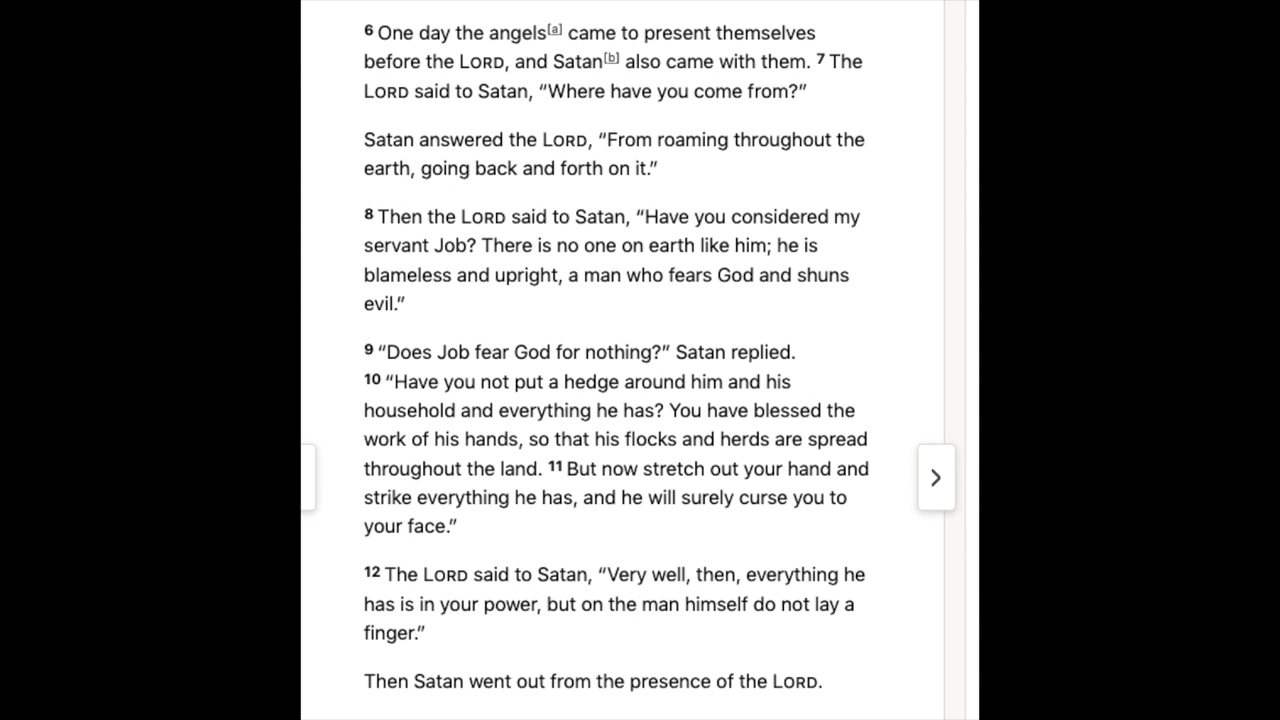 6 One day the angels[a] came to present themselves
before the LORD, and Satan[b] also came with them. 7 The
LORD said to Satan, “Where have you come from?”
Satan answered the LORD, “From roaming throughout the
earth, going back and forth on it.”
8 Then the LORD said to Satan, “Have you considered my
servant Job? There is no one on earth like him; he is
blameless and upright, a man who fears God and shuns
evil.”
9 “Does Job fear God for nothing?” Satan replied.
10 “Have you not put a hedge around him and his
household and everything he has? You have blessed the
work of his hands, so that his flocks and herds are spread
throughout the land. 11 But now stretch out your hand and
strike everything he has, and he will surely curse you to
your face.”
12 The LORD said to Satan, “Very well, then, everything he
has is in your power, but on the man himself do not lay a
finger.”
Then Satan went out from the presence of the LORD.